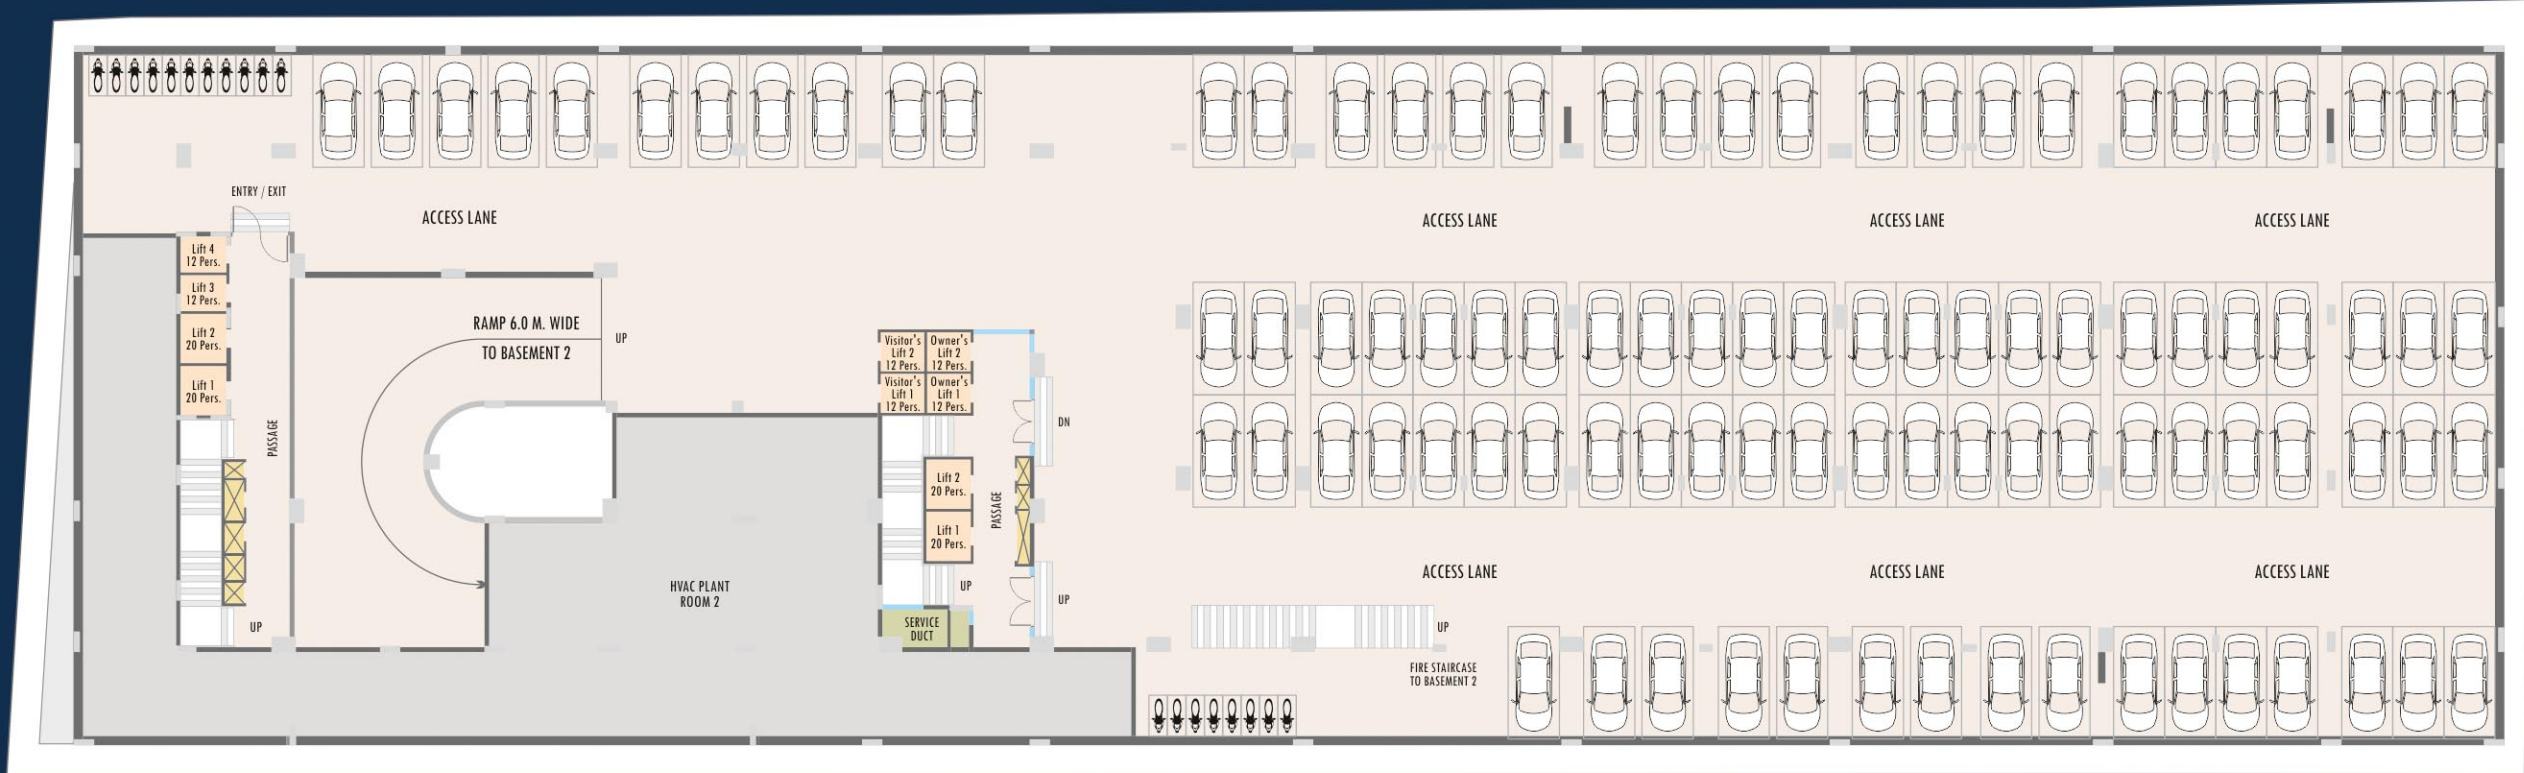 ENTRY / EXIT
ACCESS LANE
ACCESS LANE
ACCESS LANE
ACCESS LANE
Lift 4
12 Pers.
Lift 3
12 Pers.
Lift 2
20 Pers.
Lift 1
20 Pers.
PASSAGE
UP
RAMP 6.0 M. WIDE
TO BASEMENT 2
UP
HVAC PLANT
ROOM 2
Visitor's
Lift 2
12 Pers.
Owner's
Lift 2
12 Pers.
Visitor's
Lift 1
12 Pers.
Owner's
Lift 1
12 Pers.
DN
Lift 2
20 Pers.
Lift 1
20 Pers.
PASSAGE
UP
UP
SERVICE
DUCT
ACCESS LANE
ACCESS LANE
ACCESS LANE
UP
FIRE STAIRCASE
TO BASEMENT 2